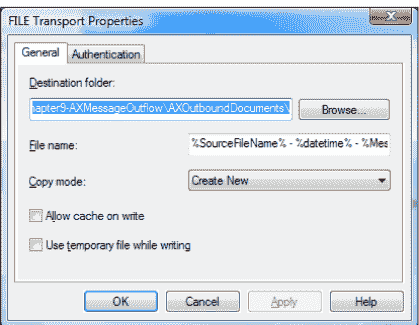 FILE Transport Properties
General Authentication
Destination folder:
apter9-AXMessageOutflow\AXOutboundDocuments\ Browse...
File name: %SourceFileName% - %datetime% - %Mes
Copy mode: Create New
Allow cache on write
Use temporary file while writing
OK Cancel Apply Help